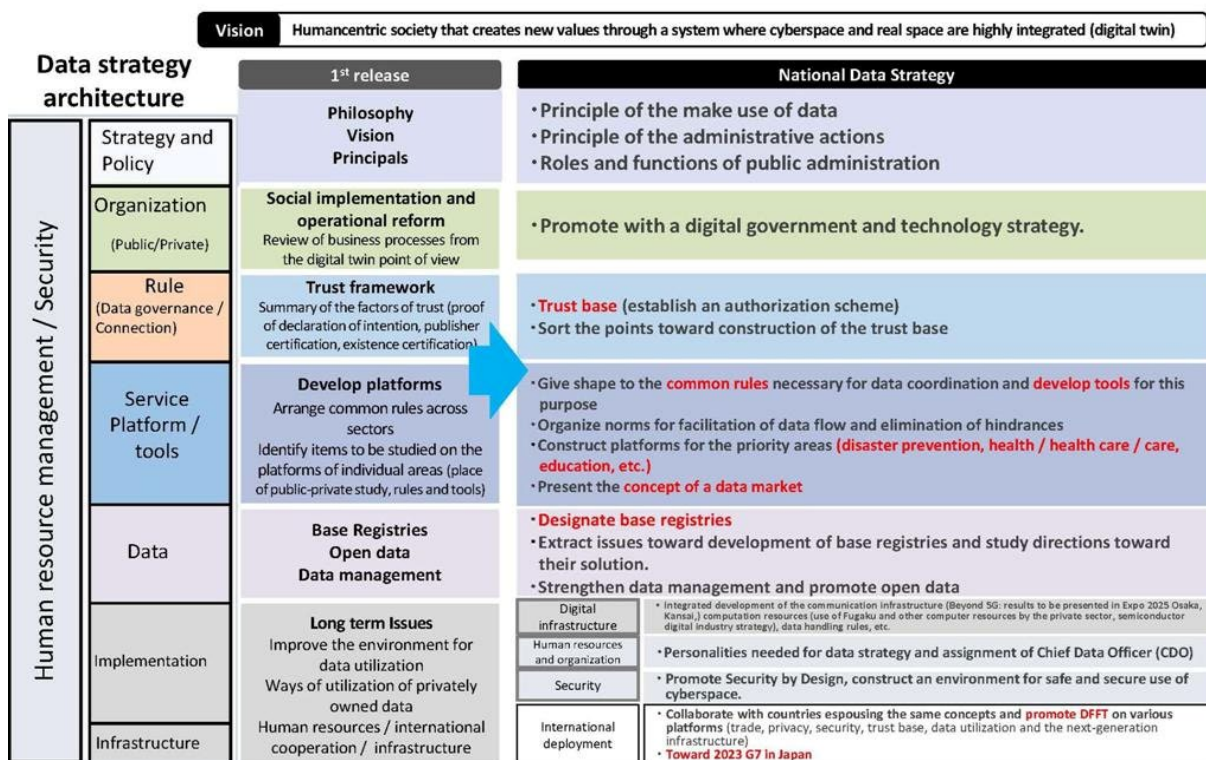 Vision Humancentric society that creates new values through a system where cyberspace and real space are highly integrated (digital twin)
Data strategy
architecture
1st release
National Data Strategy
Human resource management / Security
Strategy and
Policy
Philosophy
Vision
Principals
・Principle of the make use of data
・Principle of the administrative actions
・Roles and functions of public administration
Organization
(Public/Private)
Social implementation and
operational reform
Review of business processes from
the digital twin point of view
・Promote with a digital government and technology strategy.
Rule
(Data governance /
Connection)
Trust framework
Summary of the factors of trust (proof
of declaration of intention, publisher
certification, existence certification)
・Trust base (establish an authorization scheme)
・Sort the points toward construction of the trust base
Service
Platform /
tools
Develop platforms
Arrange common rules across
sectors
Identify items to be studied on the
platforms of individual areas (place
of public-private study, rules and tools)
・Give shape to the common rules necessary for data coordination and develop tools for this
purpose
・Organize norms for facilitation of data flow and elimination of hindrances
・Construct platforms for the priority areas (disaster prevention, health / health care / care,
education, etc.)
・Present the concept of a data market
Data
Base Registries
Open data
Data management
・Designate base registries
・Extract issues toward development of base registries and study directions toward
their solution.
・Strengthen data management and promote open data
Implementation
Infrastructure
Long term Issues
Improve the environment for
data utilization
Ways of utilization of privately
owned data
Human resources / international
cooperation / infrastructure
Digital
infrastructure
• Integrated development of the communication infrastructure (Beyond 5G: results to be presented in Expo 2025 Osaka,
Kansai,) computation resources (use of Fugaku and other computer resources by the private sector, semiconductor
digital industry strategy), data handling rules, etc.
Human resources
and organization
・Personalities needed for data strategy and assignment of Chief Data Officer (CDO)
Security
・Promote Security by Design, construct an environment for safe and secure use of
cyberspace.
International
deployment
• Collaborate with countries espousing the same concepts and promote DFFT on various
platforms (trade, privacy, security, trust base, data utilization and the next-generation
infrastructure)
• Toward 2023 G7 in Japan